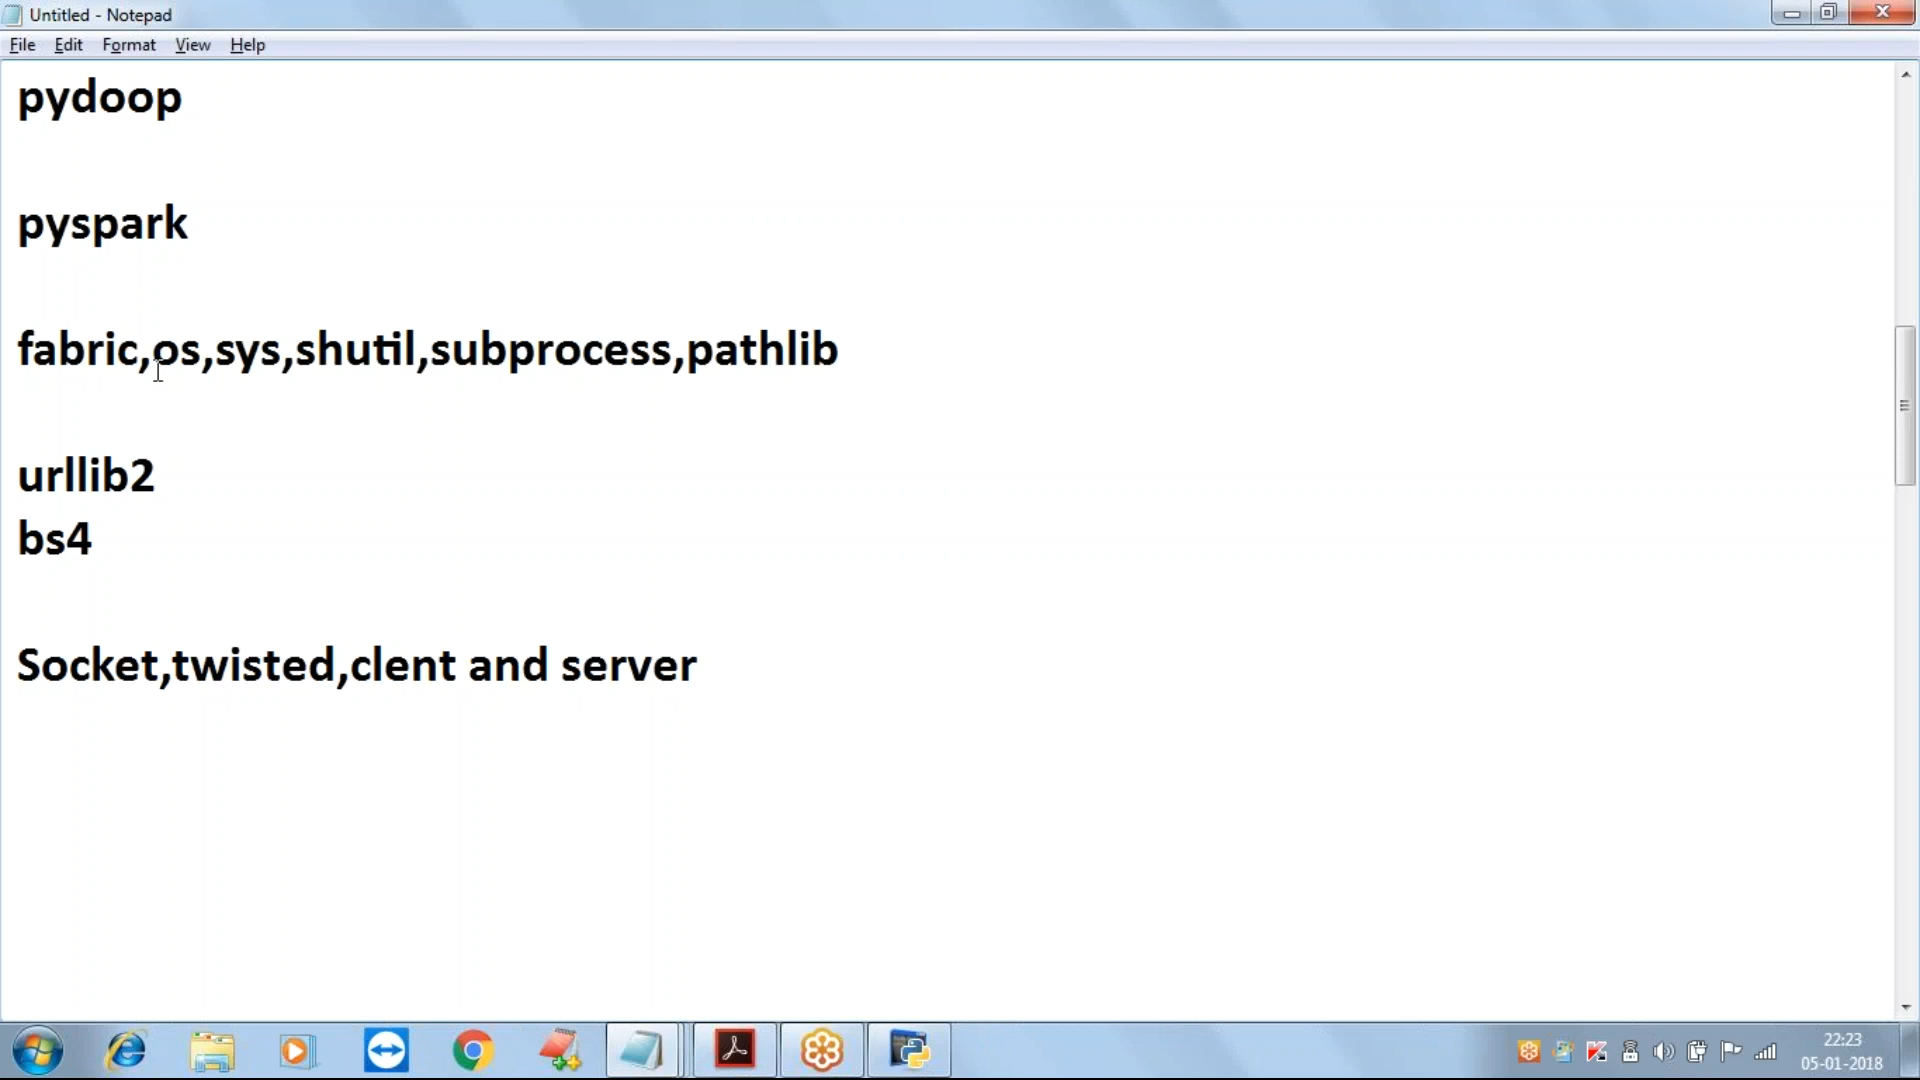 Untitled - Notepad
File Edit Format View Help
pydoop
pyspark
fabric,os,sys,shutil,subprocess,pathlib
urllib2
bs4
Socket,twisted,clent and server
22:23
05-01-2018